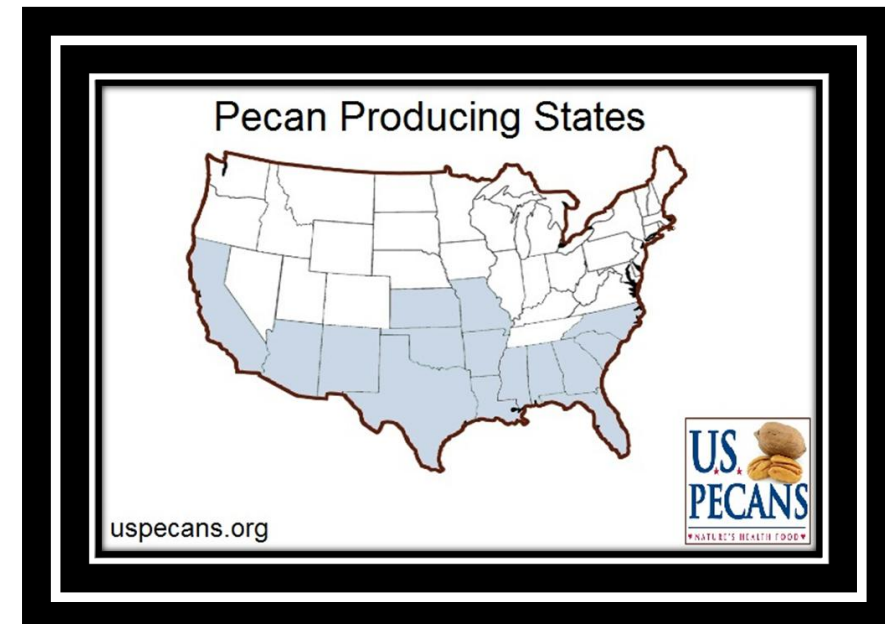 Pecan Producing States
uspecans.org
U.S.
PECANS
♥NATURE'S HEALTH FOOD♥